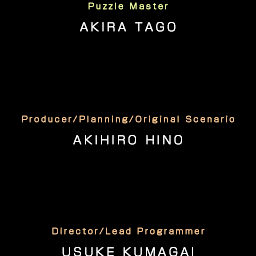 Puzzle Master
AKIRA TAGO
Producer/Planning/Original Scenario
AKIHIRO HINO
Director/Lead Programmer
USUKE KUMAGAI